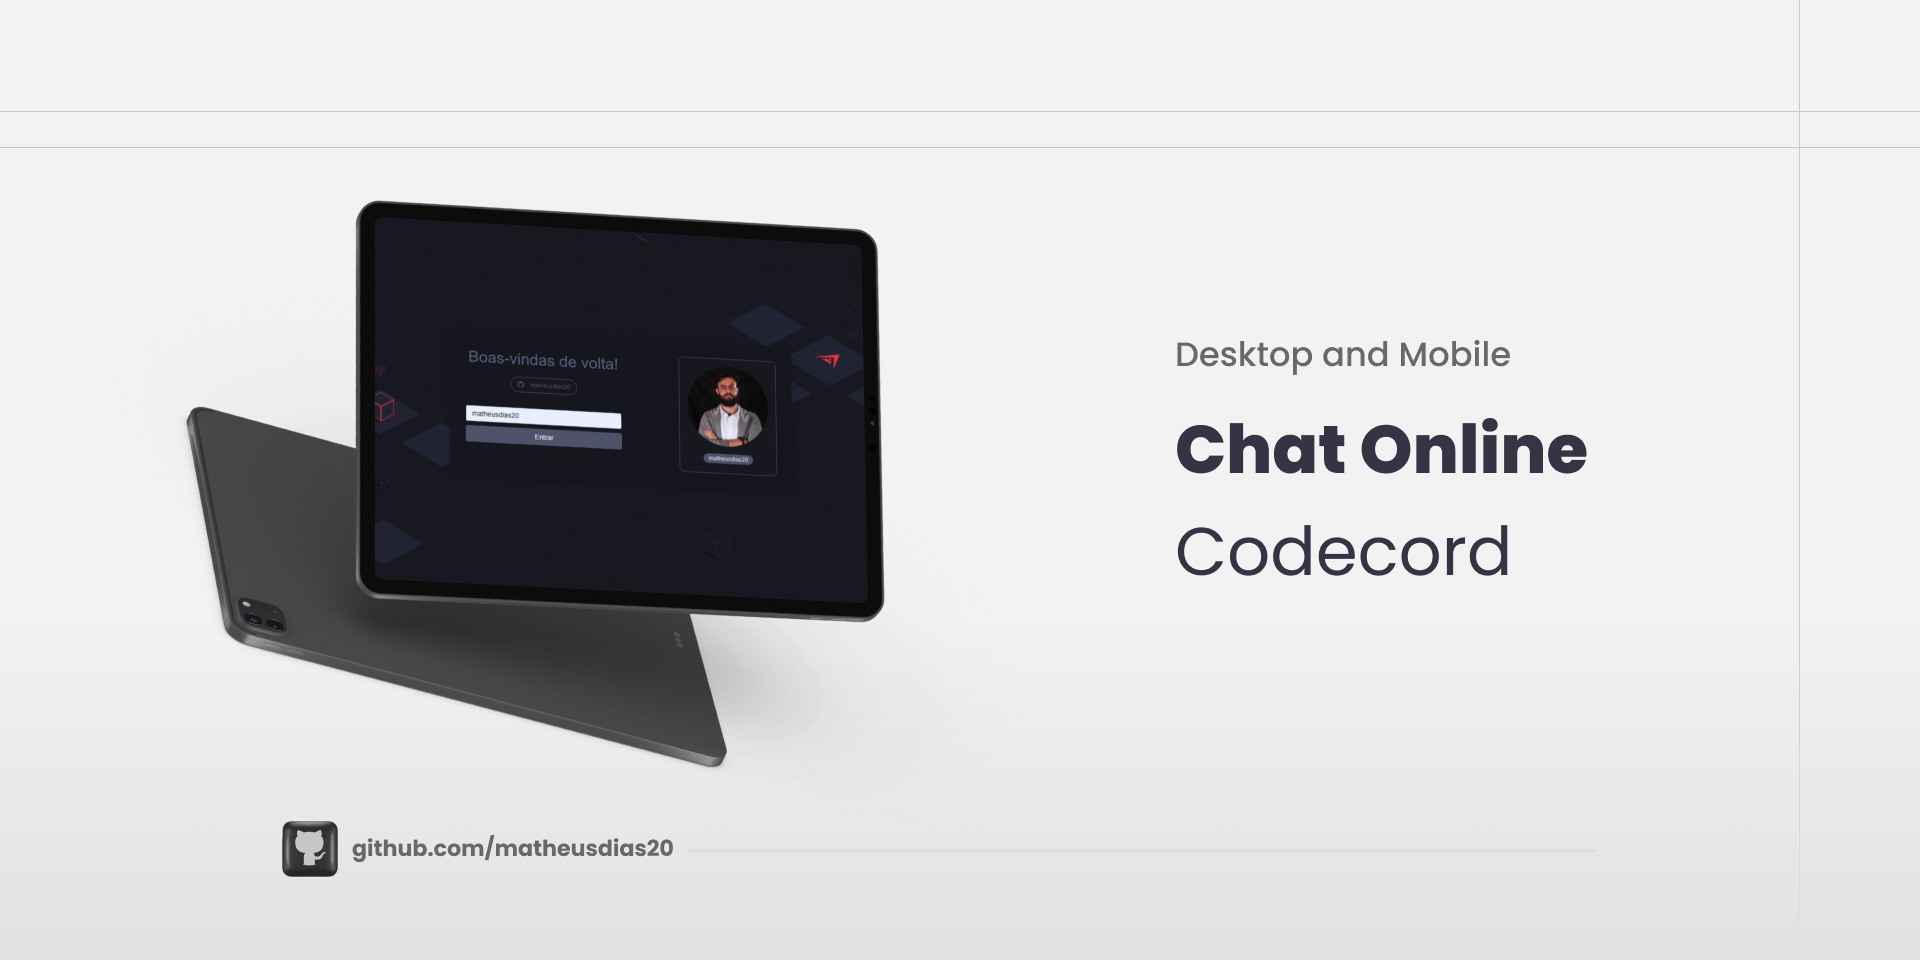 Boas-vindas de volta!
matheusdias20
matheusdias20
Entrar
matheusdias20
Desktop and Mobile
Chat Online
Codecord
github.com/matheusdias20